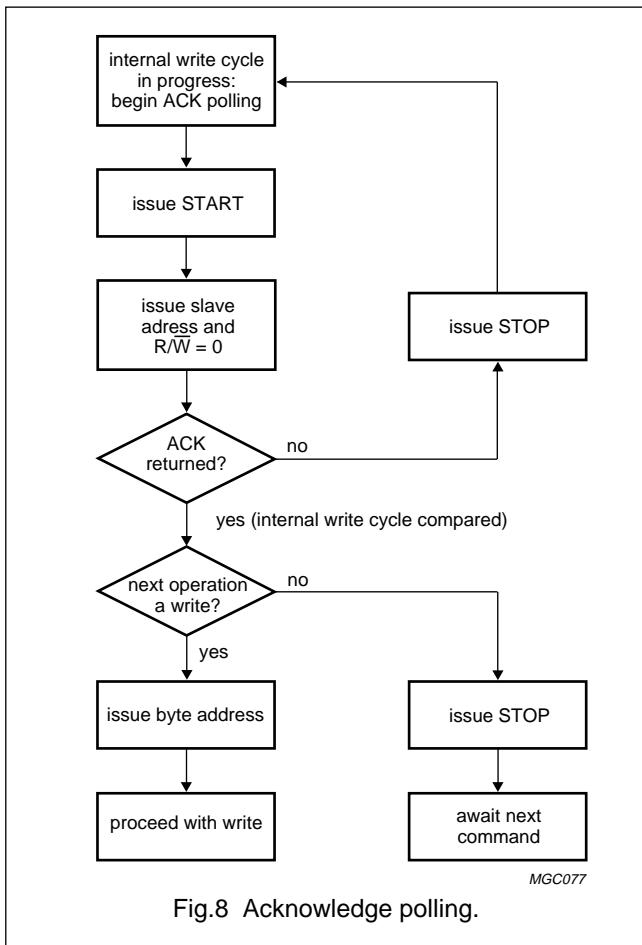 internal write cycle
in progress:
begin ACK polling
issue START
issue slave
adress and
R/W̅ = 0
issue STOP
ACK
returned?
no
yes (internal write cycle compared)
next operation
a write?
no
yes
issue byte address
issue STOP
proceed with write
await next
command
MGC077
Fig.8 Acknowledge polling.